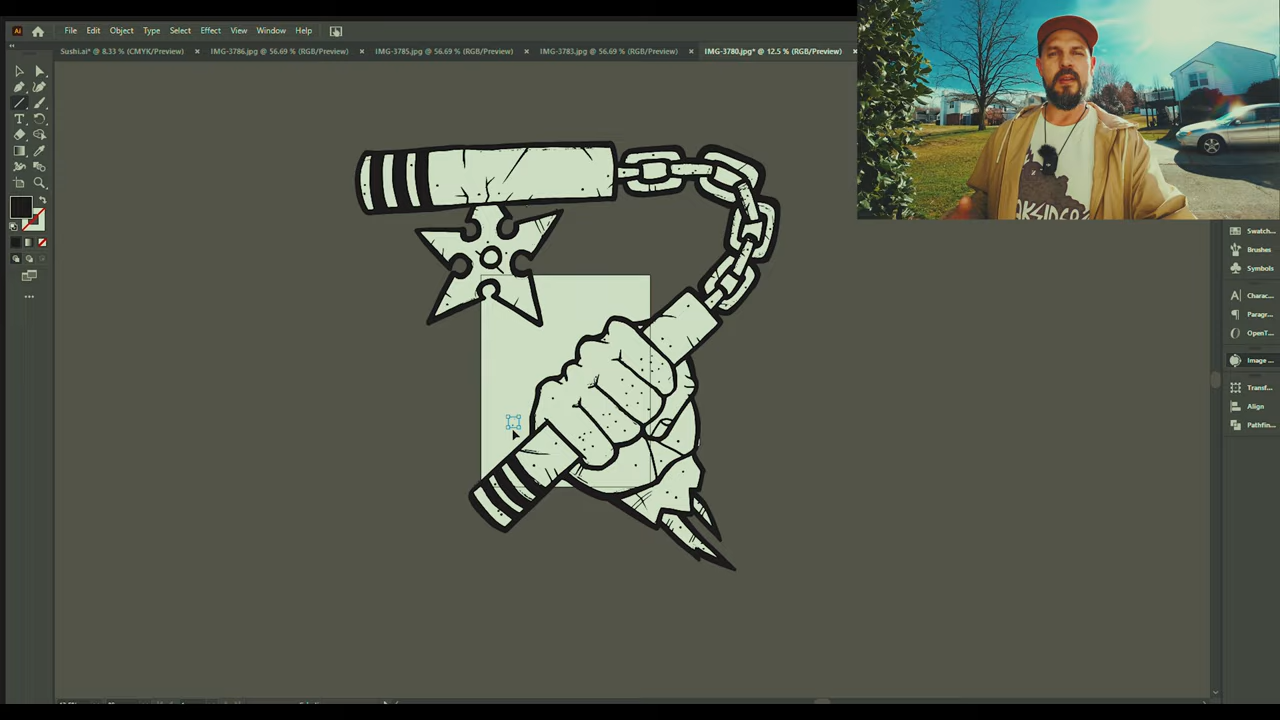 Ai File Edit Object Type Select Effect View Window Help
Sushi.ai* @ 8.33 % (CMYK/Preview) × IMG-3786.jpg @ 56.69 % (RGB/Preview) × IMG-3785.jpg @ 56.69 % (RGB/Preview) × IMG-3783.jpg @ 56.69 % (RGB/Preview) × IMG-3780.jpg* @ 12.5 % (RGB/Preview) ×
Swatch...
Brushes
Symbols
Charac...
Paragr...
OpenT...
Image ...
Transf...
Align
Pathfin...